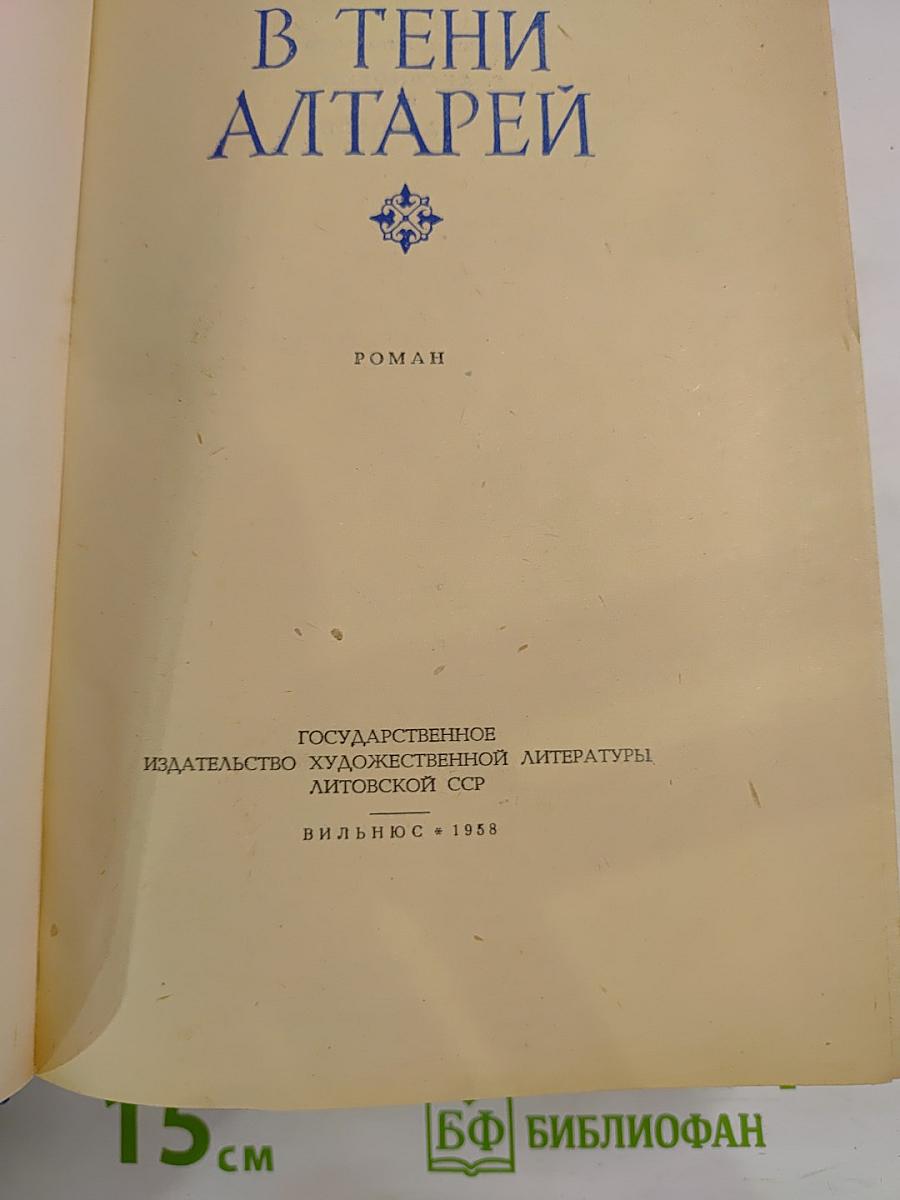 В ТЕНИ
АЛТАРЕЙ
РОМАН
ГОСУДАРСТВЕННОЕ
ИЗДАТЕЛЬСТВО ХУДОЖЕСТВЕННОЙ ЛИТЕРАТУРЫ
ЛИТОВСКОЙ ССР
ВИЛЬНЮС * 1958
15 см
БФ БИБЛИОФАН